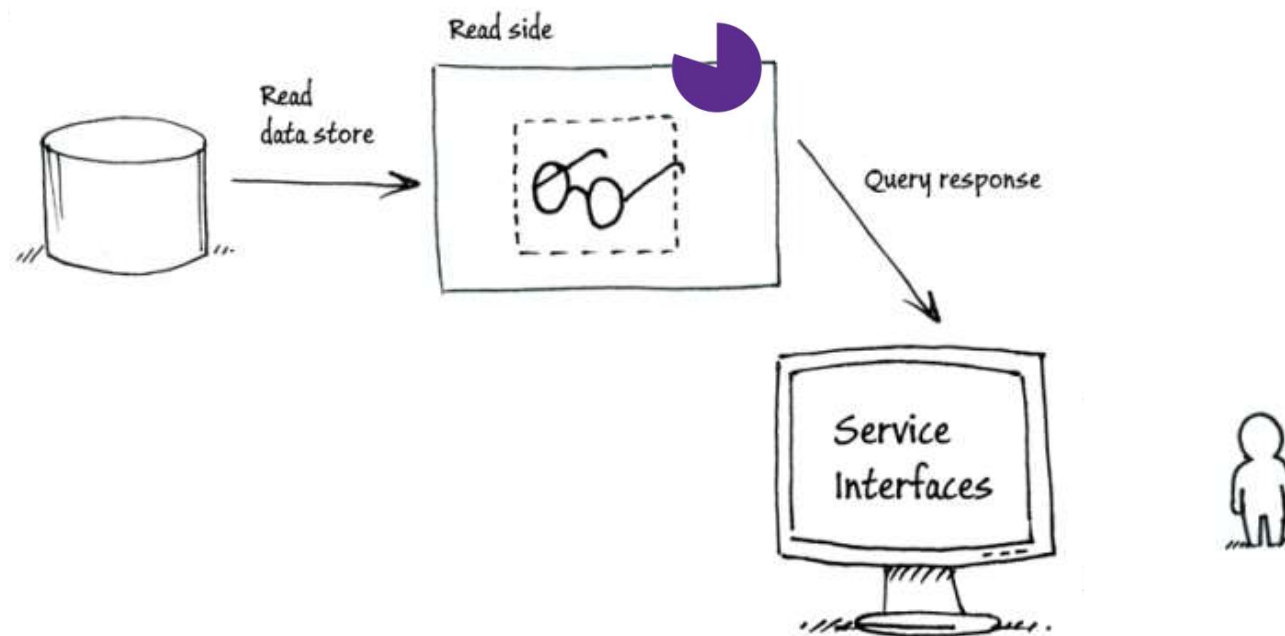 Read side
Read
data store
Query response
Service
Interfaces